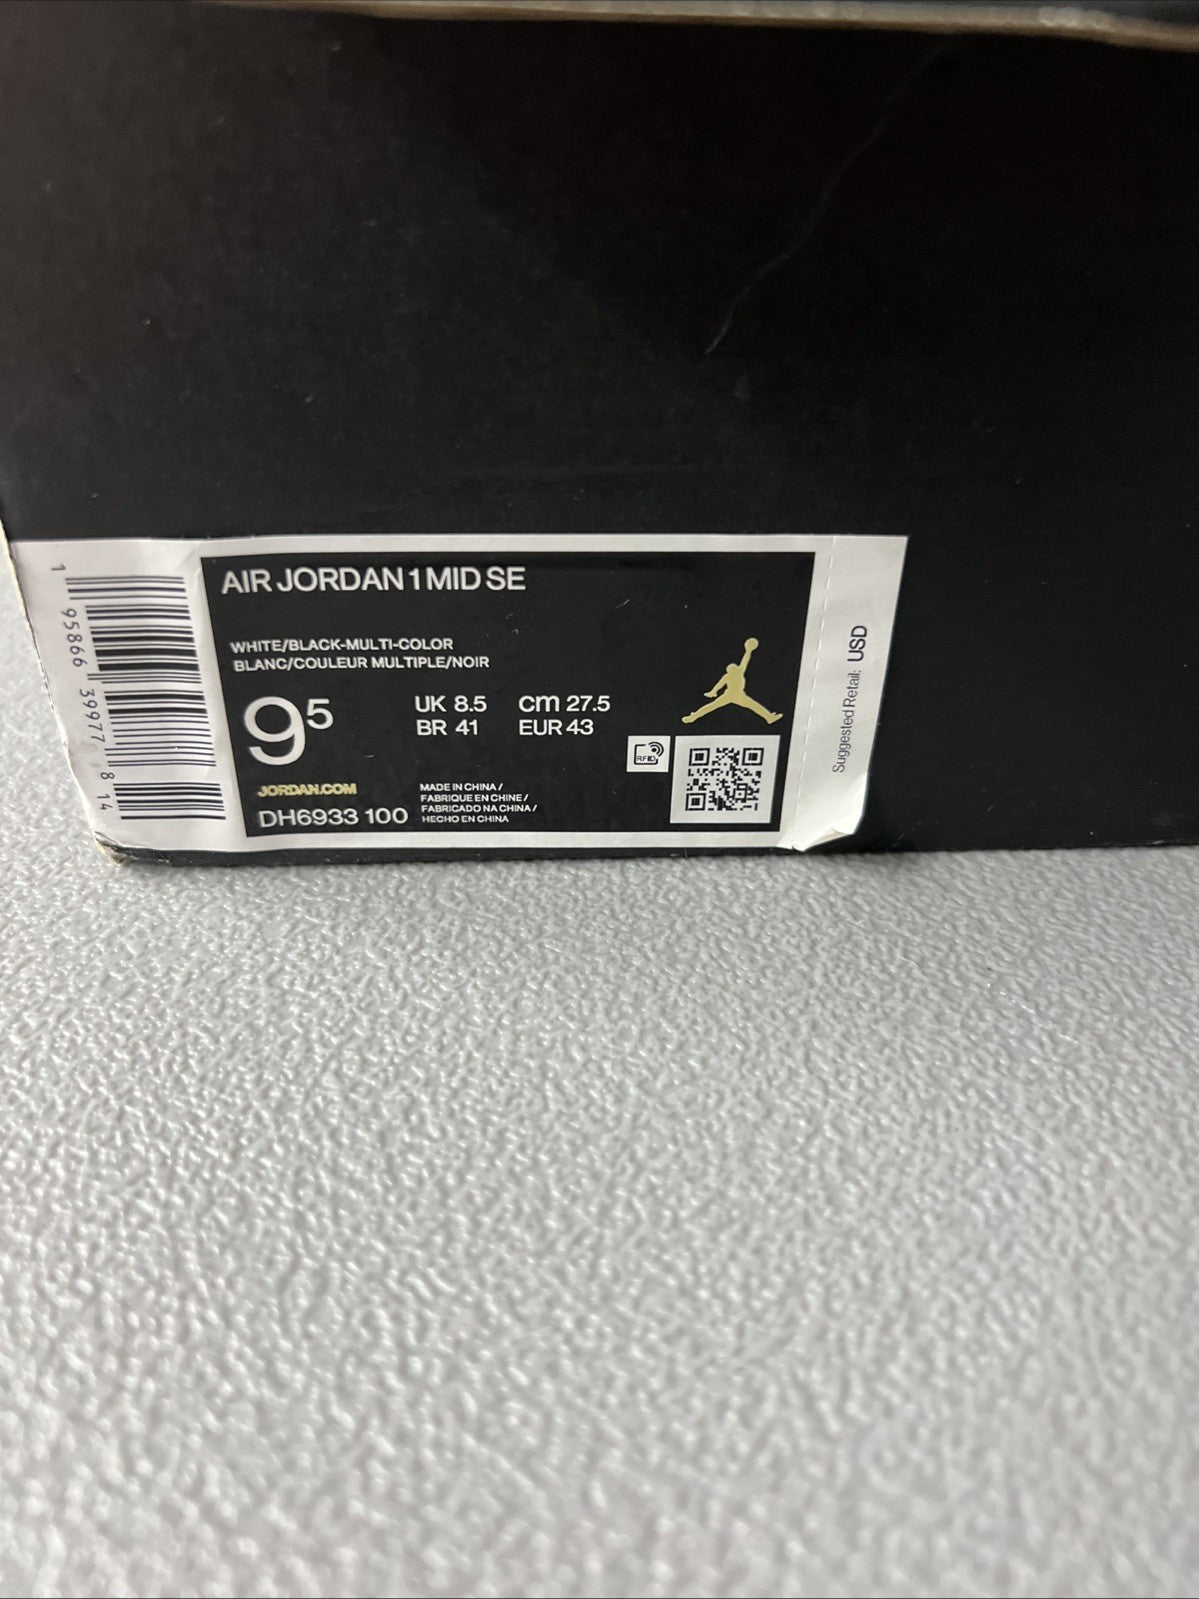 AIR JORDAN 1 MID SE
WHITE/BLACK-MULTI-COLOR
BLANC/COULEUR MULTIPLE/NOIR
9⁵
UK 8.5 cm 27.5
BR 41 EUR 43
RFID
JORDAN.COM
DH6933 100
MADE IN CHINA /
FABRIQUE EN CHINE /
FABRICADO NA CHINA /
HECHO EN CHINA
1 95866 39977 8 14
Suggested Retail: USD